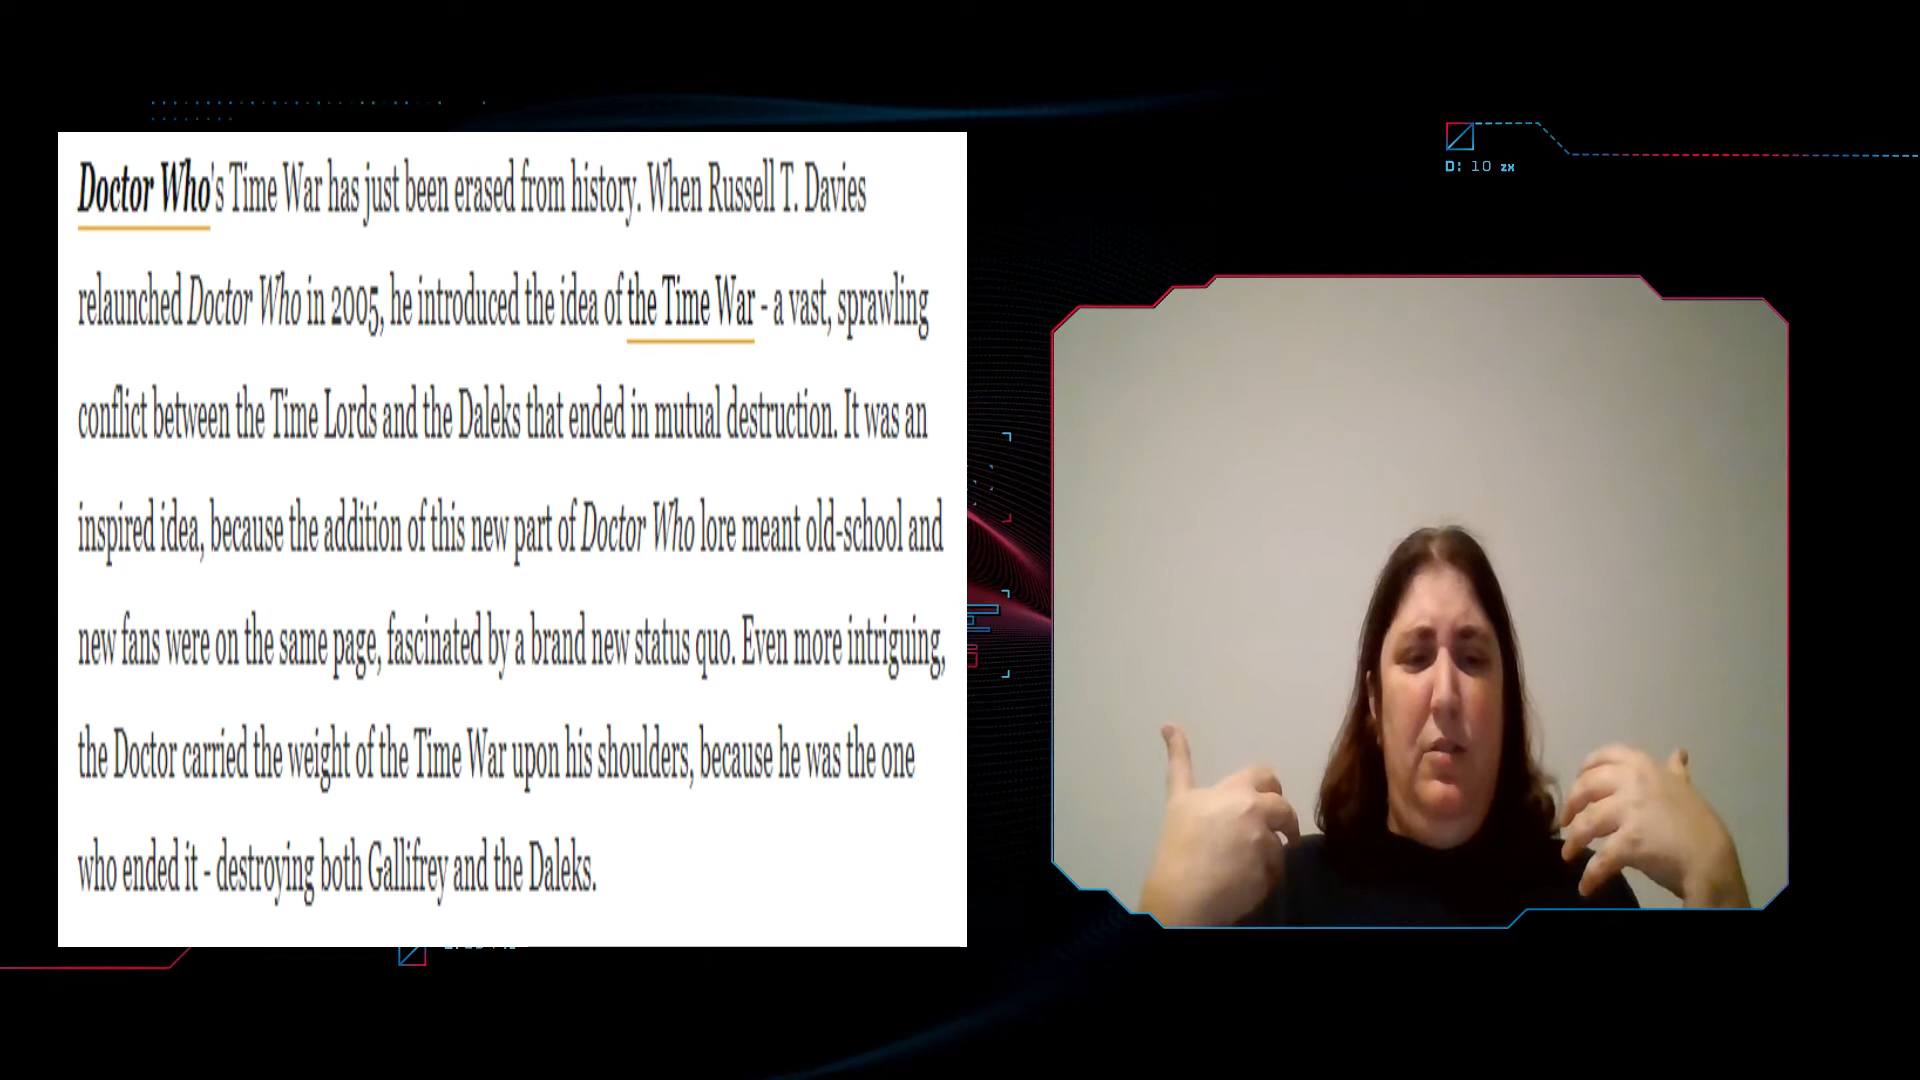 Doctor Who's Time War has just been erased from history. When Russell T. Davies
relaunched Doctor Who in 2005, he introduced the idea of the Time War - a vast, sprawling
conflict between the Time Lords and the Daleks that ended in mutual destruction. It was an
inspired idea, because the addition of this new part of Doctor Who lore meant old-school and
new fans were on the same page, fascinated by a brand new status quo. Even more intriguing,
the Doctor carried the weight of the Time War upon his shoulders, because he was the one
who ended it - destroying both Gallifrey and the Daleks.
D: 10 zx